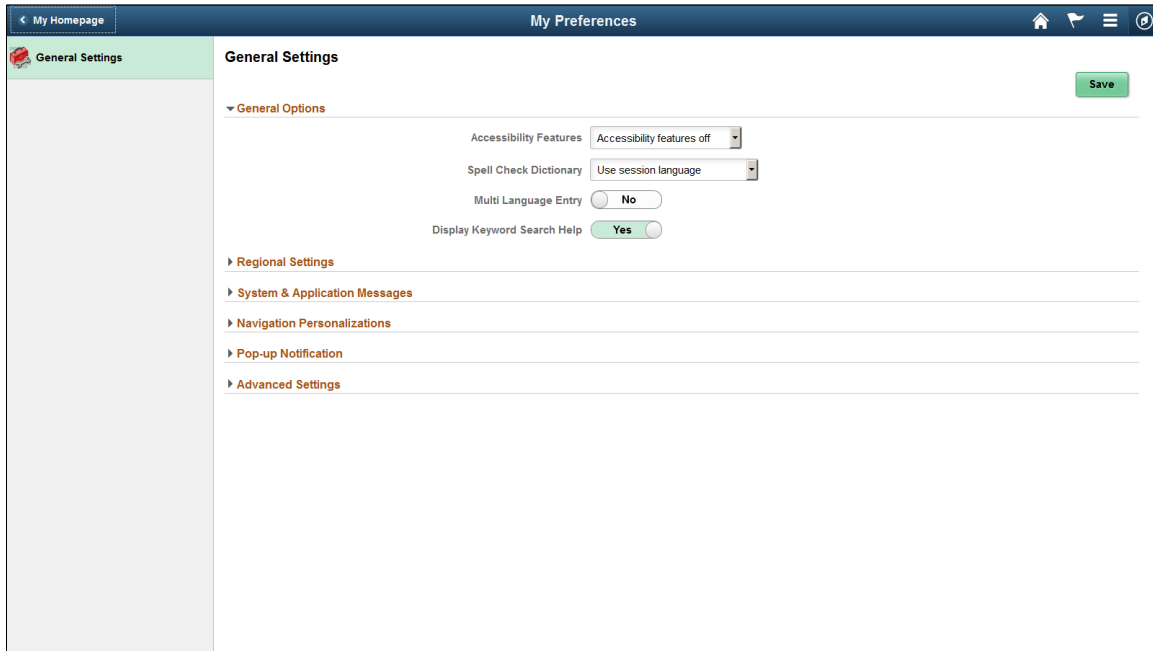 My Homepage
My Preferences
General Settings
General Settings
Save
General Options
Accessibility Features Accessibility features off
Spell Check Dictionary Use session language
Multi Language Entry No
Display Keyword Search Help Yes
Regional Settings
System & Application Messages
Navigation Personalizations
Pop-up Notification
Advanced Settings